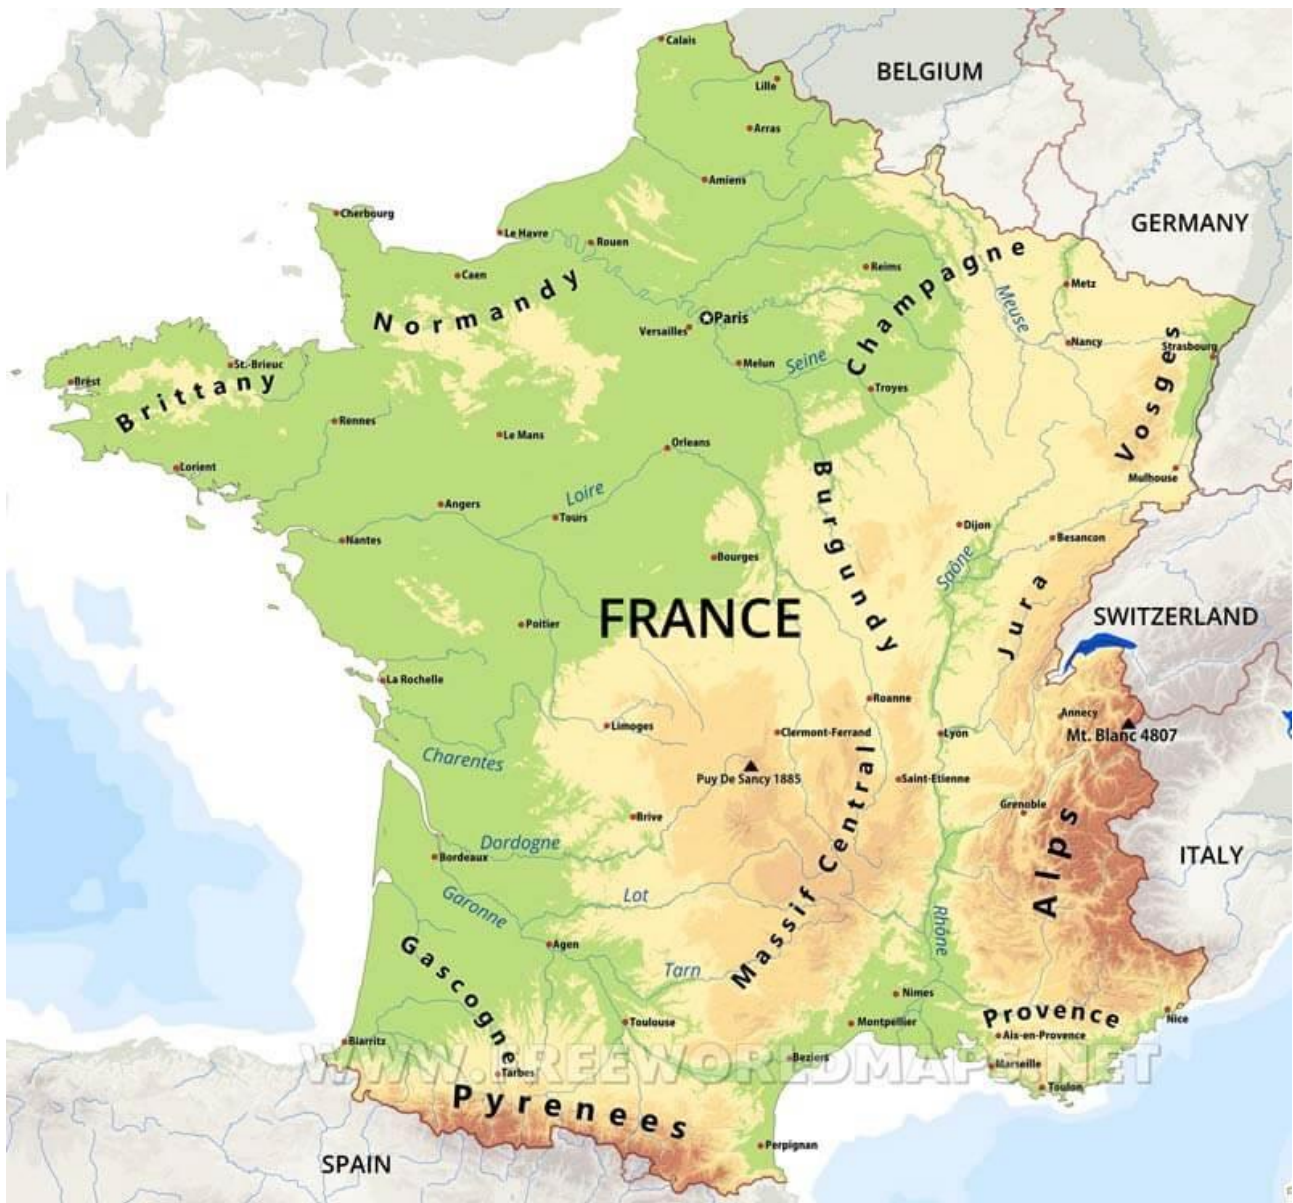 Calais
BELGIUM
Lille
Arras
Amiens
Cherbourg
Le Havre
Rouen
GERMANY
Caen
Reims
Champagne
Metz
Normandy
Meuse
Paris
Versailles
Nancy
Strasbourg
Vosges
St.-Brieuc
Melun
Seine
Brest
Brittany
Troyes
Rennes
Le Mans
Orleans
Lorient
Mulhouse
Burgundy
Loire
Angers
Tours
Dijon
Nantes
Besancon
Bourges
Saône
Jura
FRANCE
SWITZERLAND
Poitier
La Rochelle
Roanne
Annecy
Limoges
Clermont-Ferrand
Lyon
Mt. Blanc 4807
Charentes
Puy De Sancy 1885
Saint-Etienne
Grenoble
Brive
Massif Central
Alps
Dordogne
Bordeaux
ITALY
Garonne
Lot
Rhône
Agen
Gascogne
Tarn
Nimes
Provence
Nice
Toulouse
Montpellier
Aix-en-Provence
Biarritz
Beziers
WWW.FREEWORLDMAPS.NET
Marseille
Tarbes
Toulon
Pyrenees
Perpignan
SPAIN